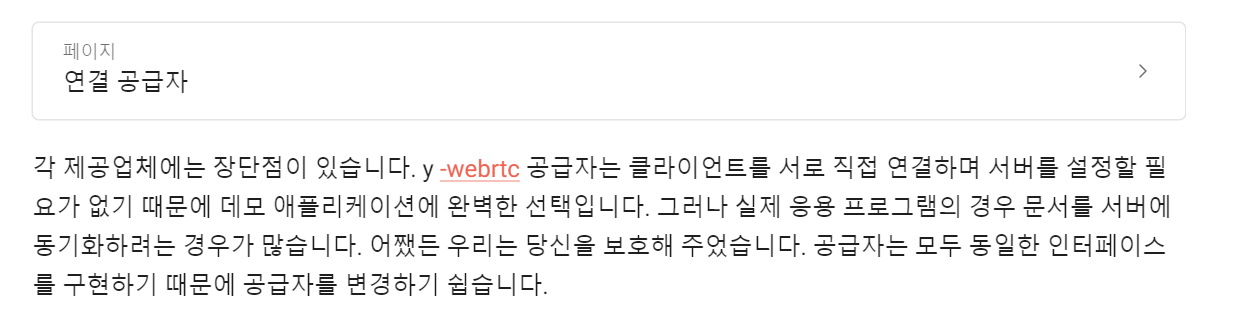 페이지
연결 공급자
각 제공업체에는 장단점이 있습니다. y -webrtc 공급자는 클라이언트를 서로 직접 연결하며 서버를 설정할 필
요가 없기 때문에 데모 애플리케이션에 완벽한 선택입니다. 그러나 실제 응용 프로그램의 경우 문서를 서버에
동기화하려는 경우가 많습니다. 어쨌든 우리는 당신을 보호해 주었습니다. 공급자는 모두 동일한 인터페이스
를 구현하기 때문에 공급자를 변경하기 쉽습니다.